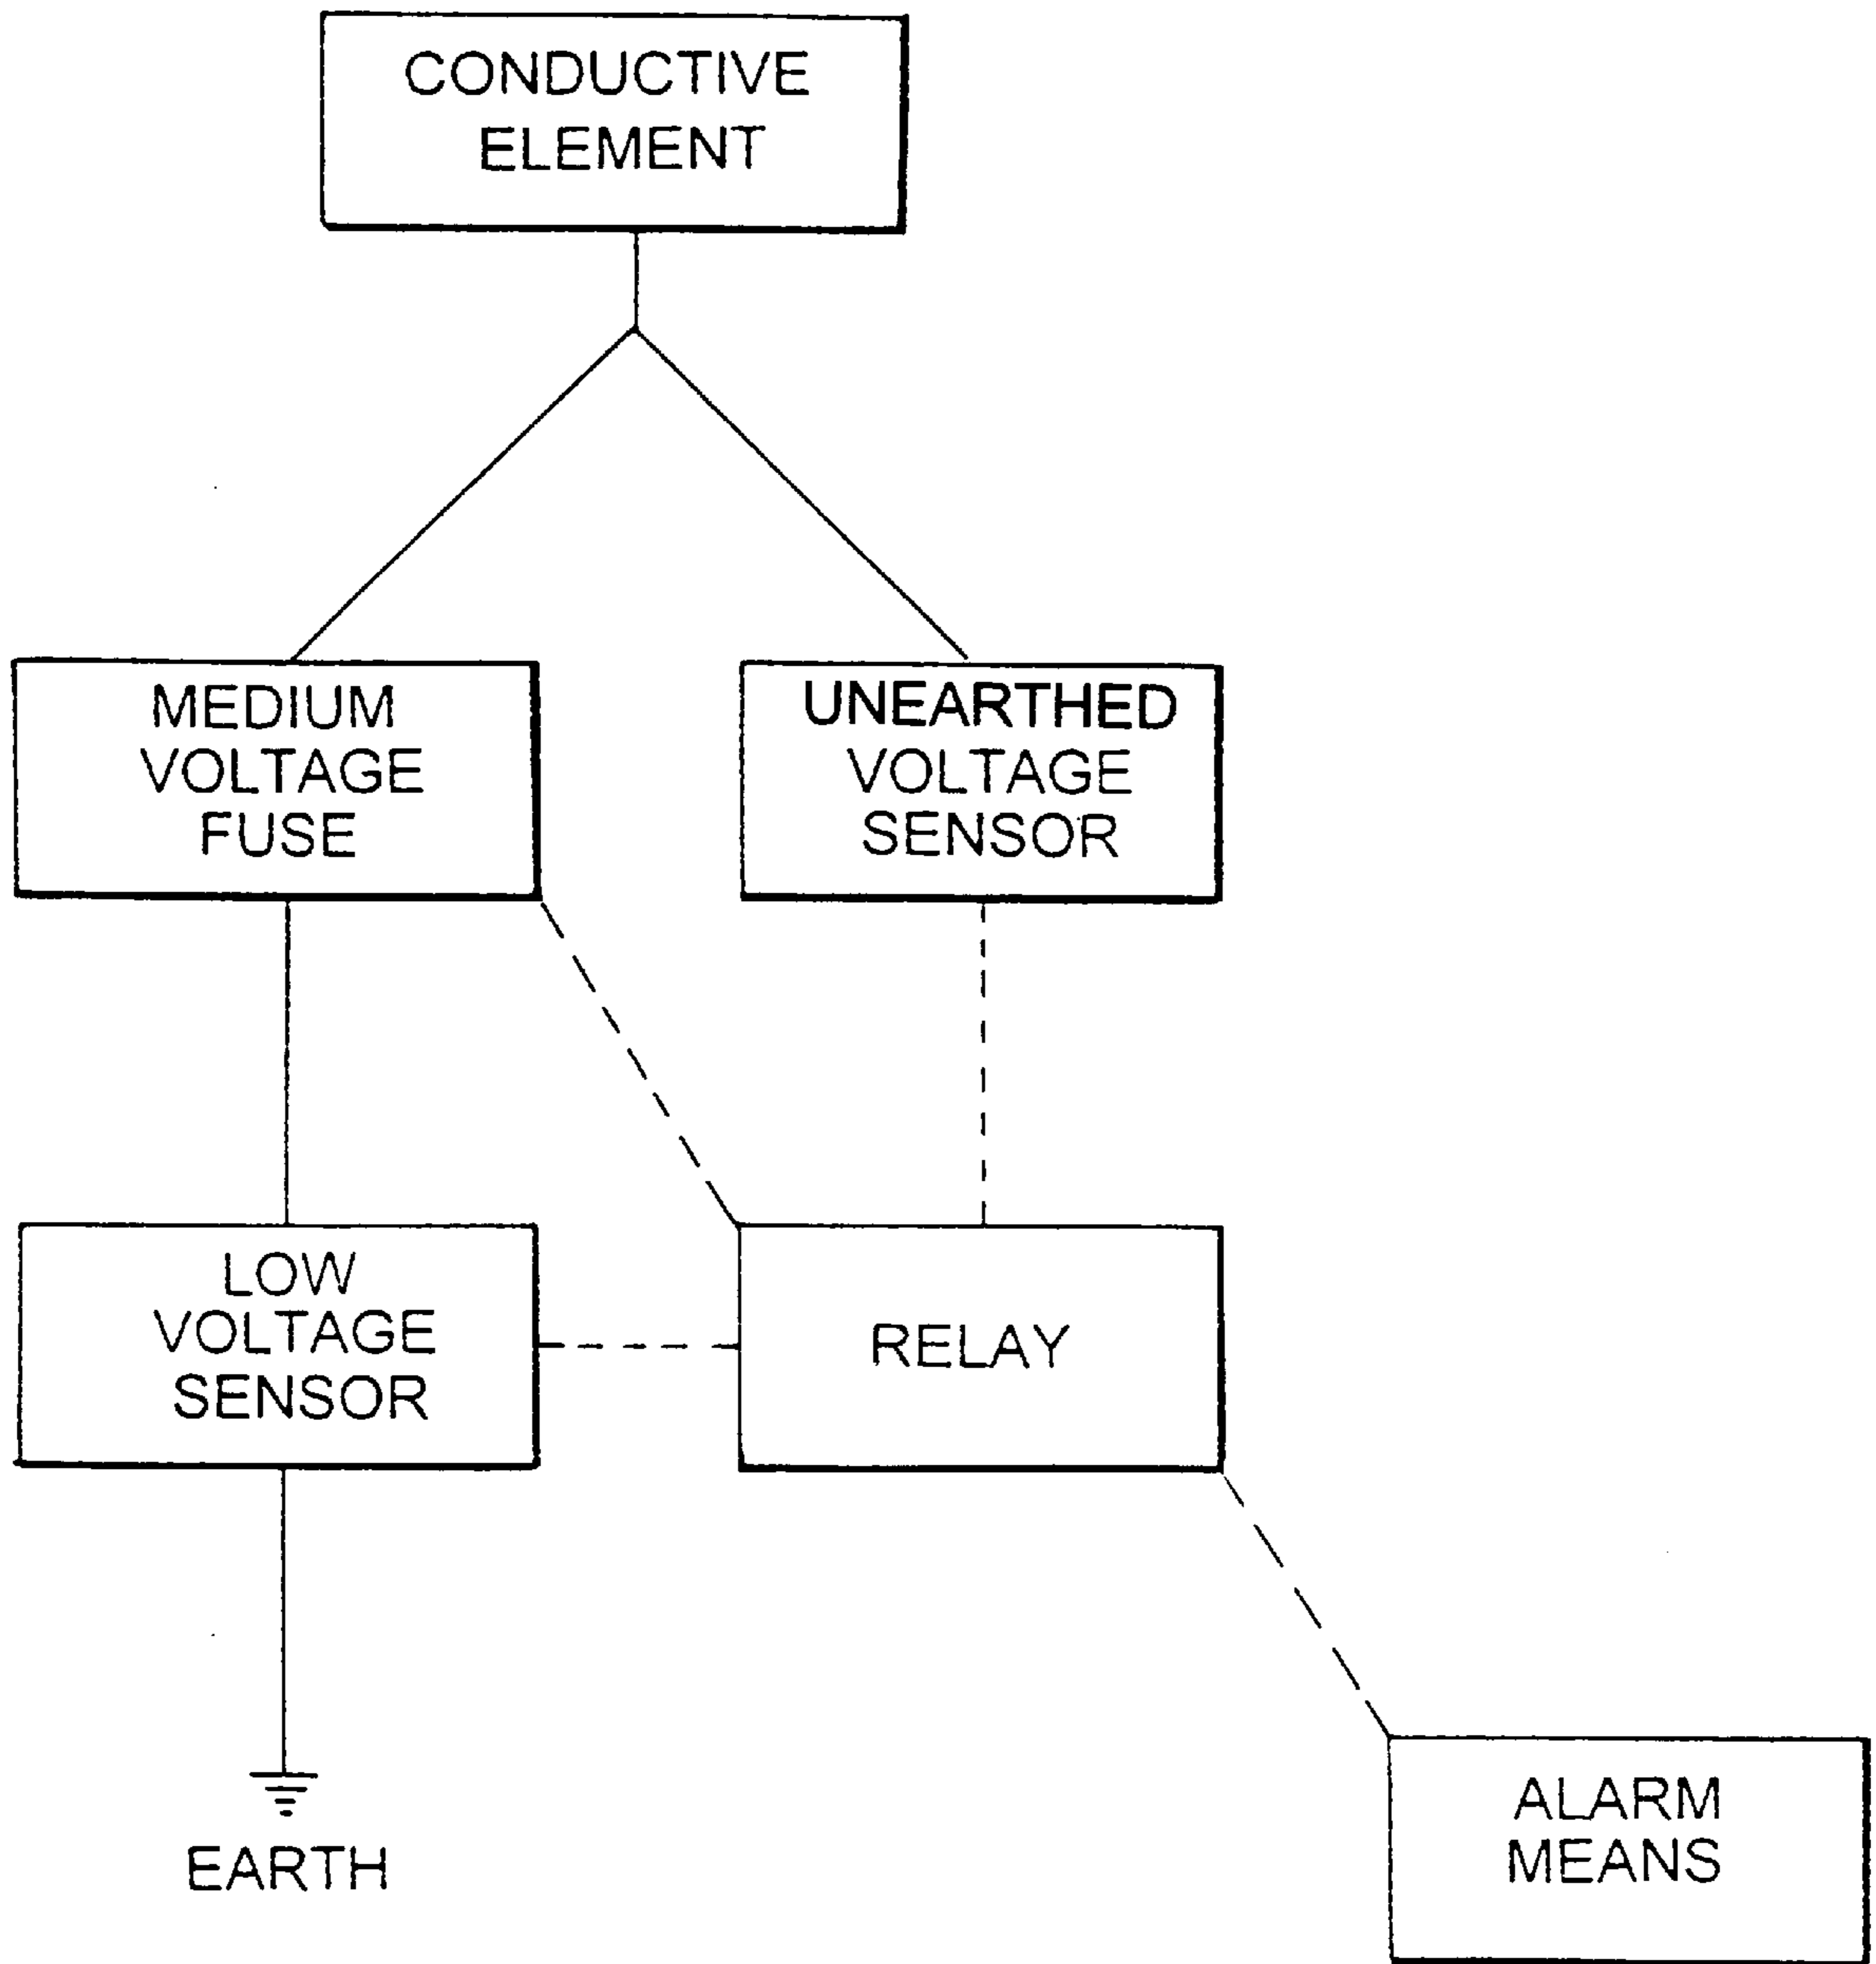 CONDUCTIVE
ELEMENT
MEDIUM
VOLTAGE
FUSE
UNEARTHED
VOLTAGE
SENSOR
LOW
VOLTAGE
SENSOR
RELAY
EARTH
ALARM
MEANS